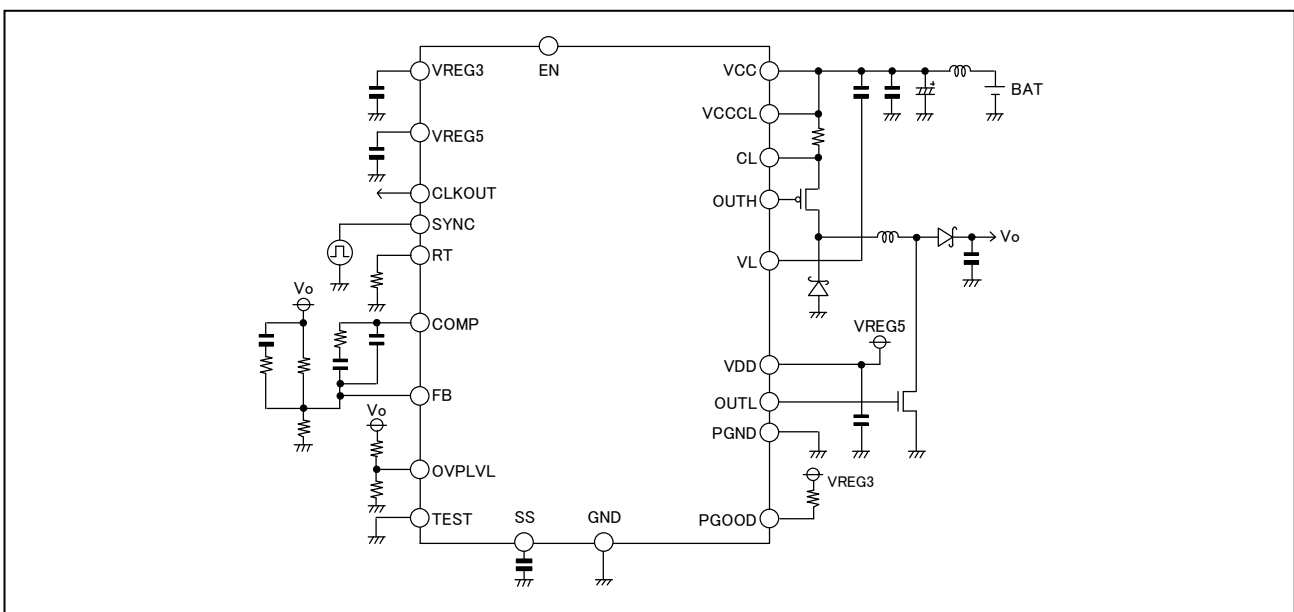 EN
VREG3
VREG5
CLKOUT
SYNC
RT
Vo
COMP
FB
Vo
OVPLVL
TEST
SS
GND
VCC
+
BAT
VCCCL
CL
OUTH
Vo
VL
VREG5
VDD
OUTL
PGND
VREG3
PGOOD